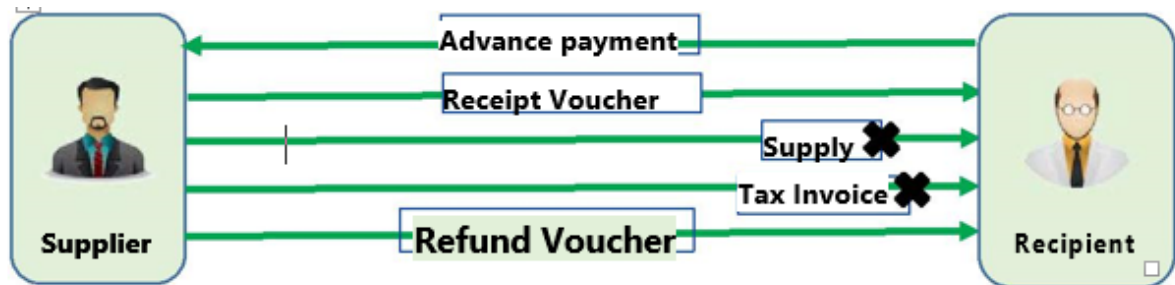 Advance payment
Receipt Voucher
Supply
Tax Invoice
Refund Voucher
Supplier
Recipient